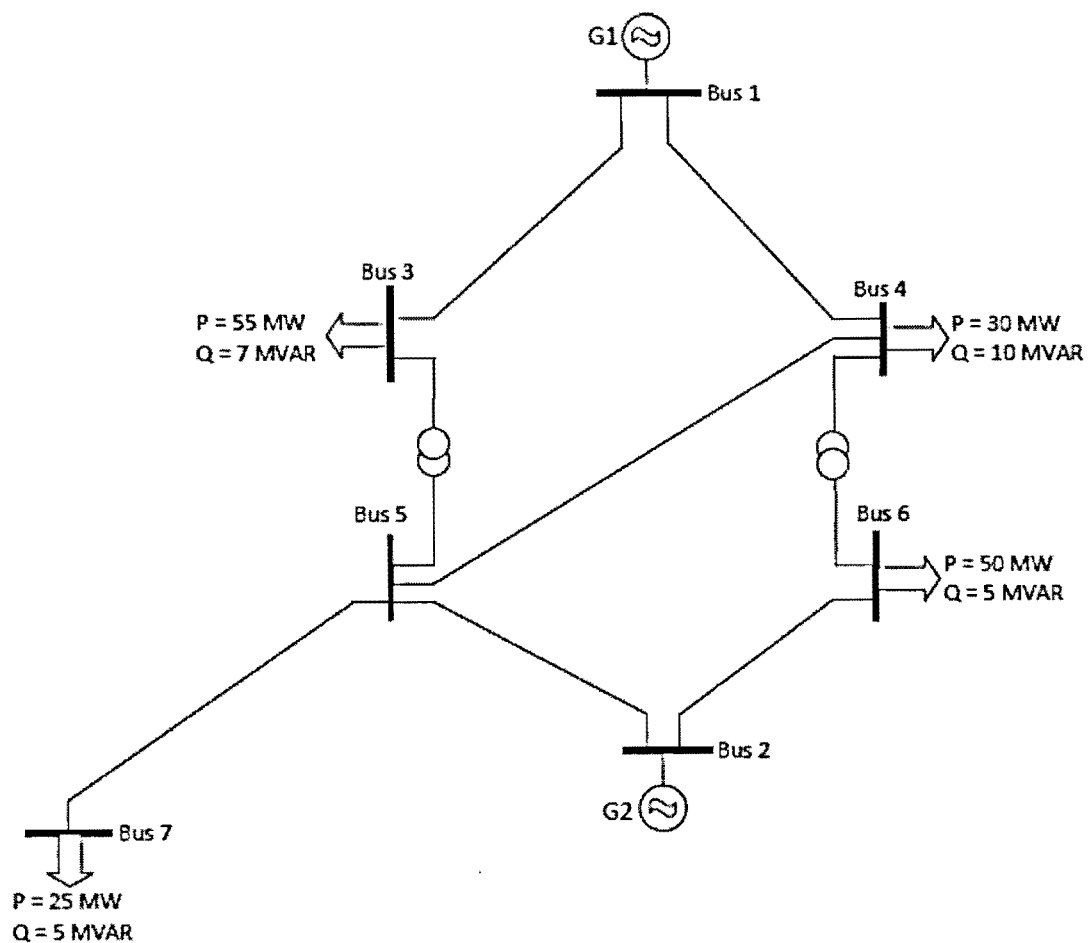 G1
Bus 1
Bus 3
Bus 4
P = 55 MW
Q = 7 MVAR
P = 30 MW
Q = 10 MVAR
Bus 5
Bus 6
P = 50 MW
Q = 5 MVAR
Bus 2
G2
Bus 7
P = 25 MW
Q = 5 MVAR